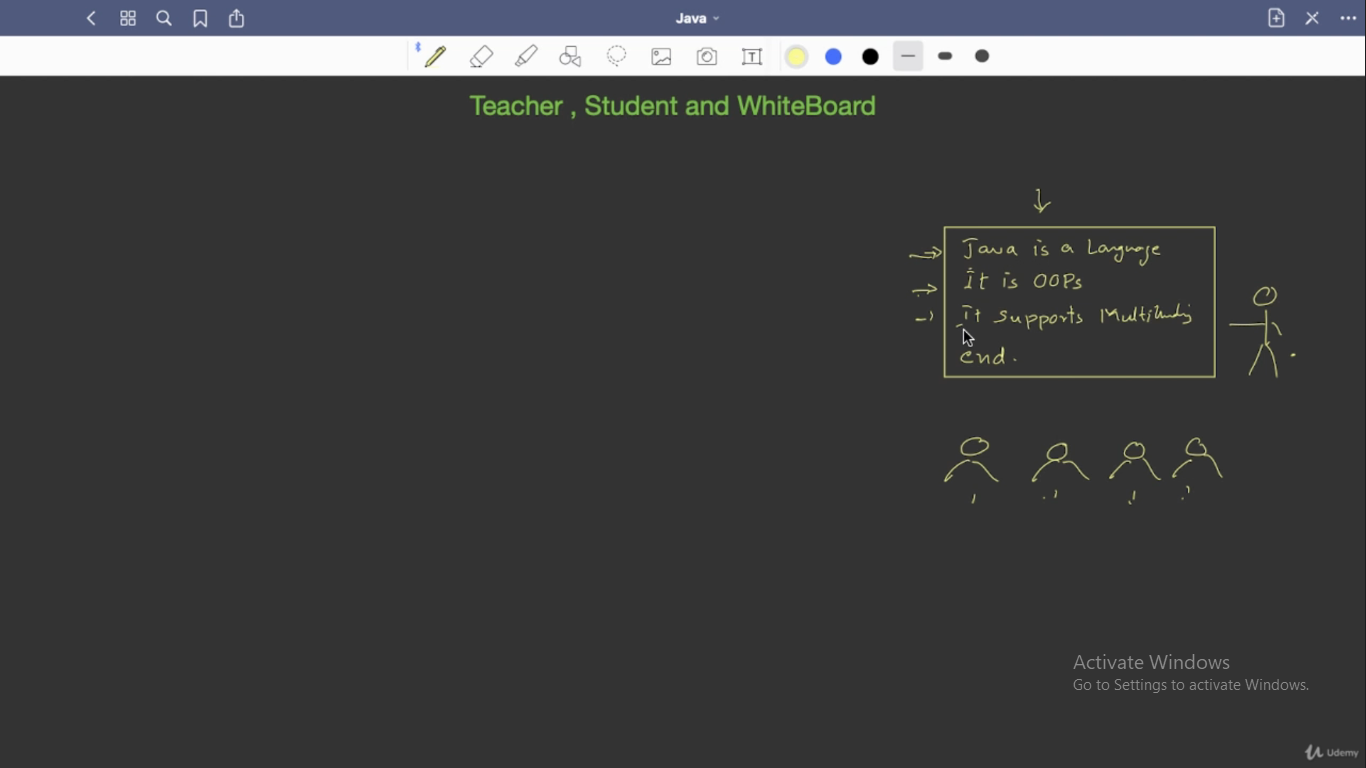 Java
T
Teacher , Student and WhiteBoard
Java is a Language
It is OOPs
It supports
end.
Activate Windows
Go to Settings to activate Windows.
Udemy